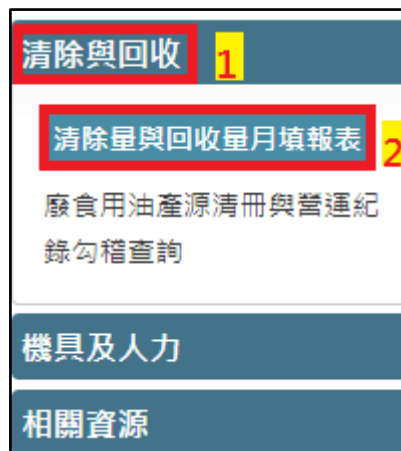 清除與回收 1
清除量與回收量月填報表 2
廢食用油產源清冊與營運紀
錄勾稽查詢
機具及人力
相關資源